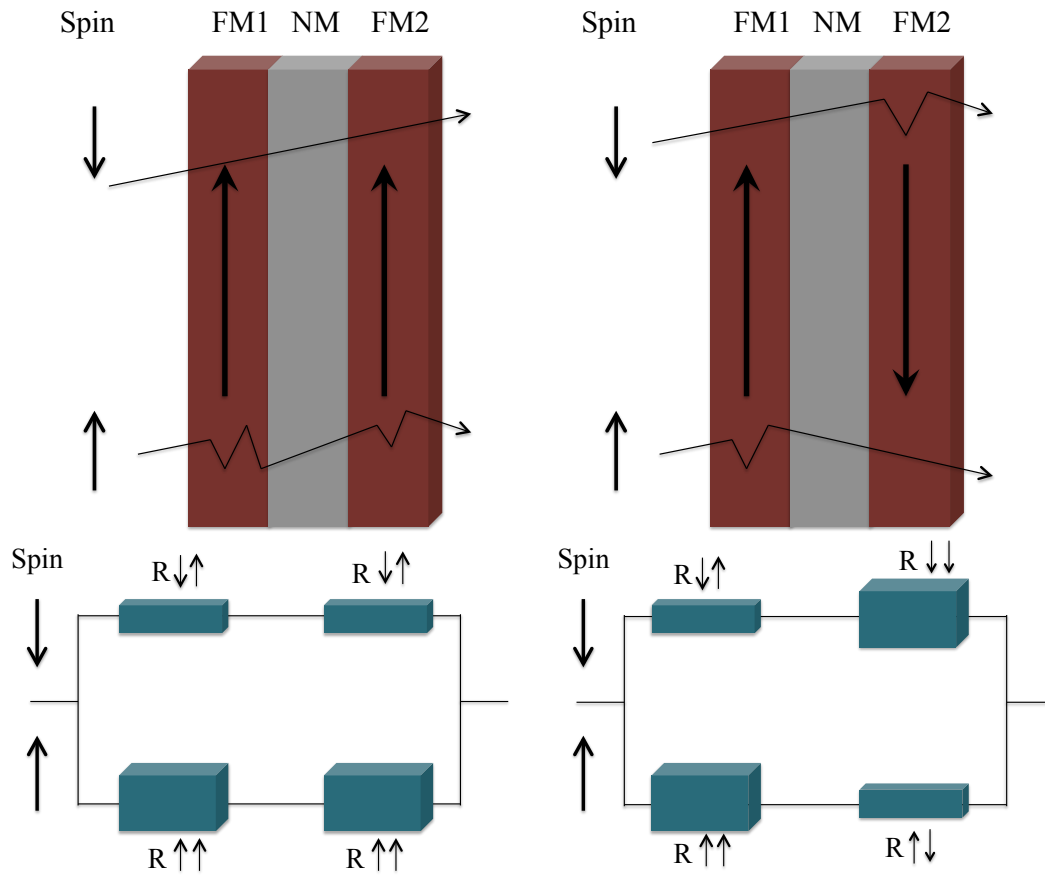 Spin FM1 NM FM2
Spin FM1 NM FM2
Spin
R ↓↑ R ↓↑
R ↑↑ R ↑↑
Spin
R ↓↑ R ↓↓
R ↑↑ R ↑↓